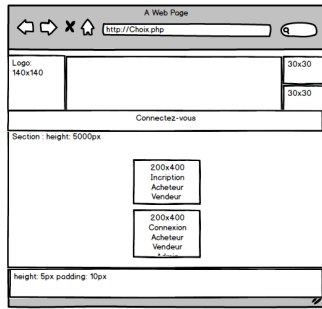 A Web Page
http://Choix.php
Logo:
140x140
30x30
30x30
Connectez-vous
Section : height: 5000px
200x400
Incription
Acheteur
Vendeur
200x400
Connexion
Acheteur
Vendeur
Admin
height: 5px padding: 10px